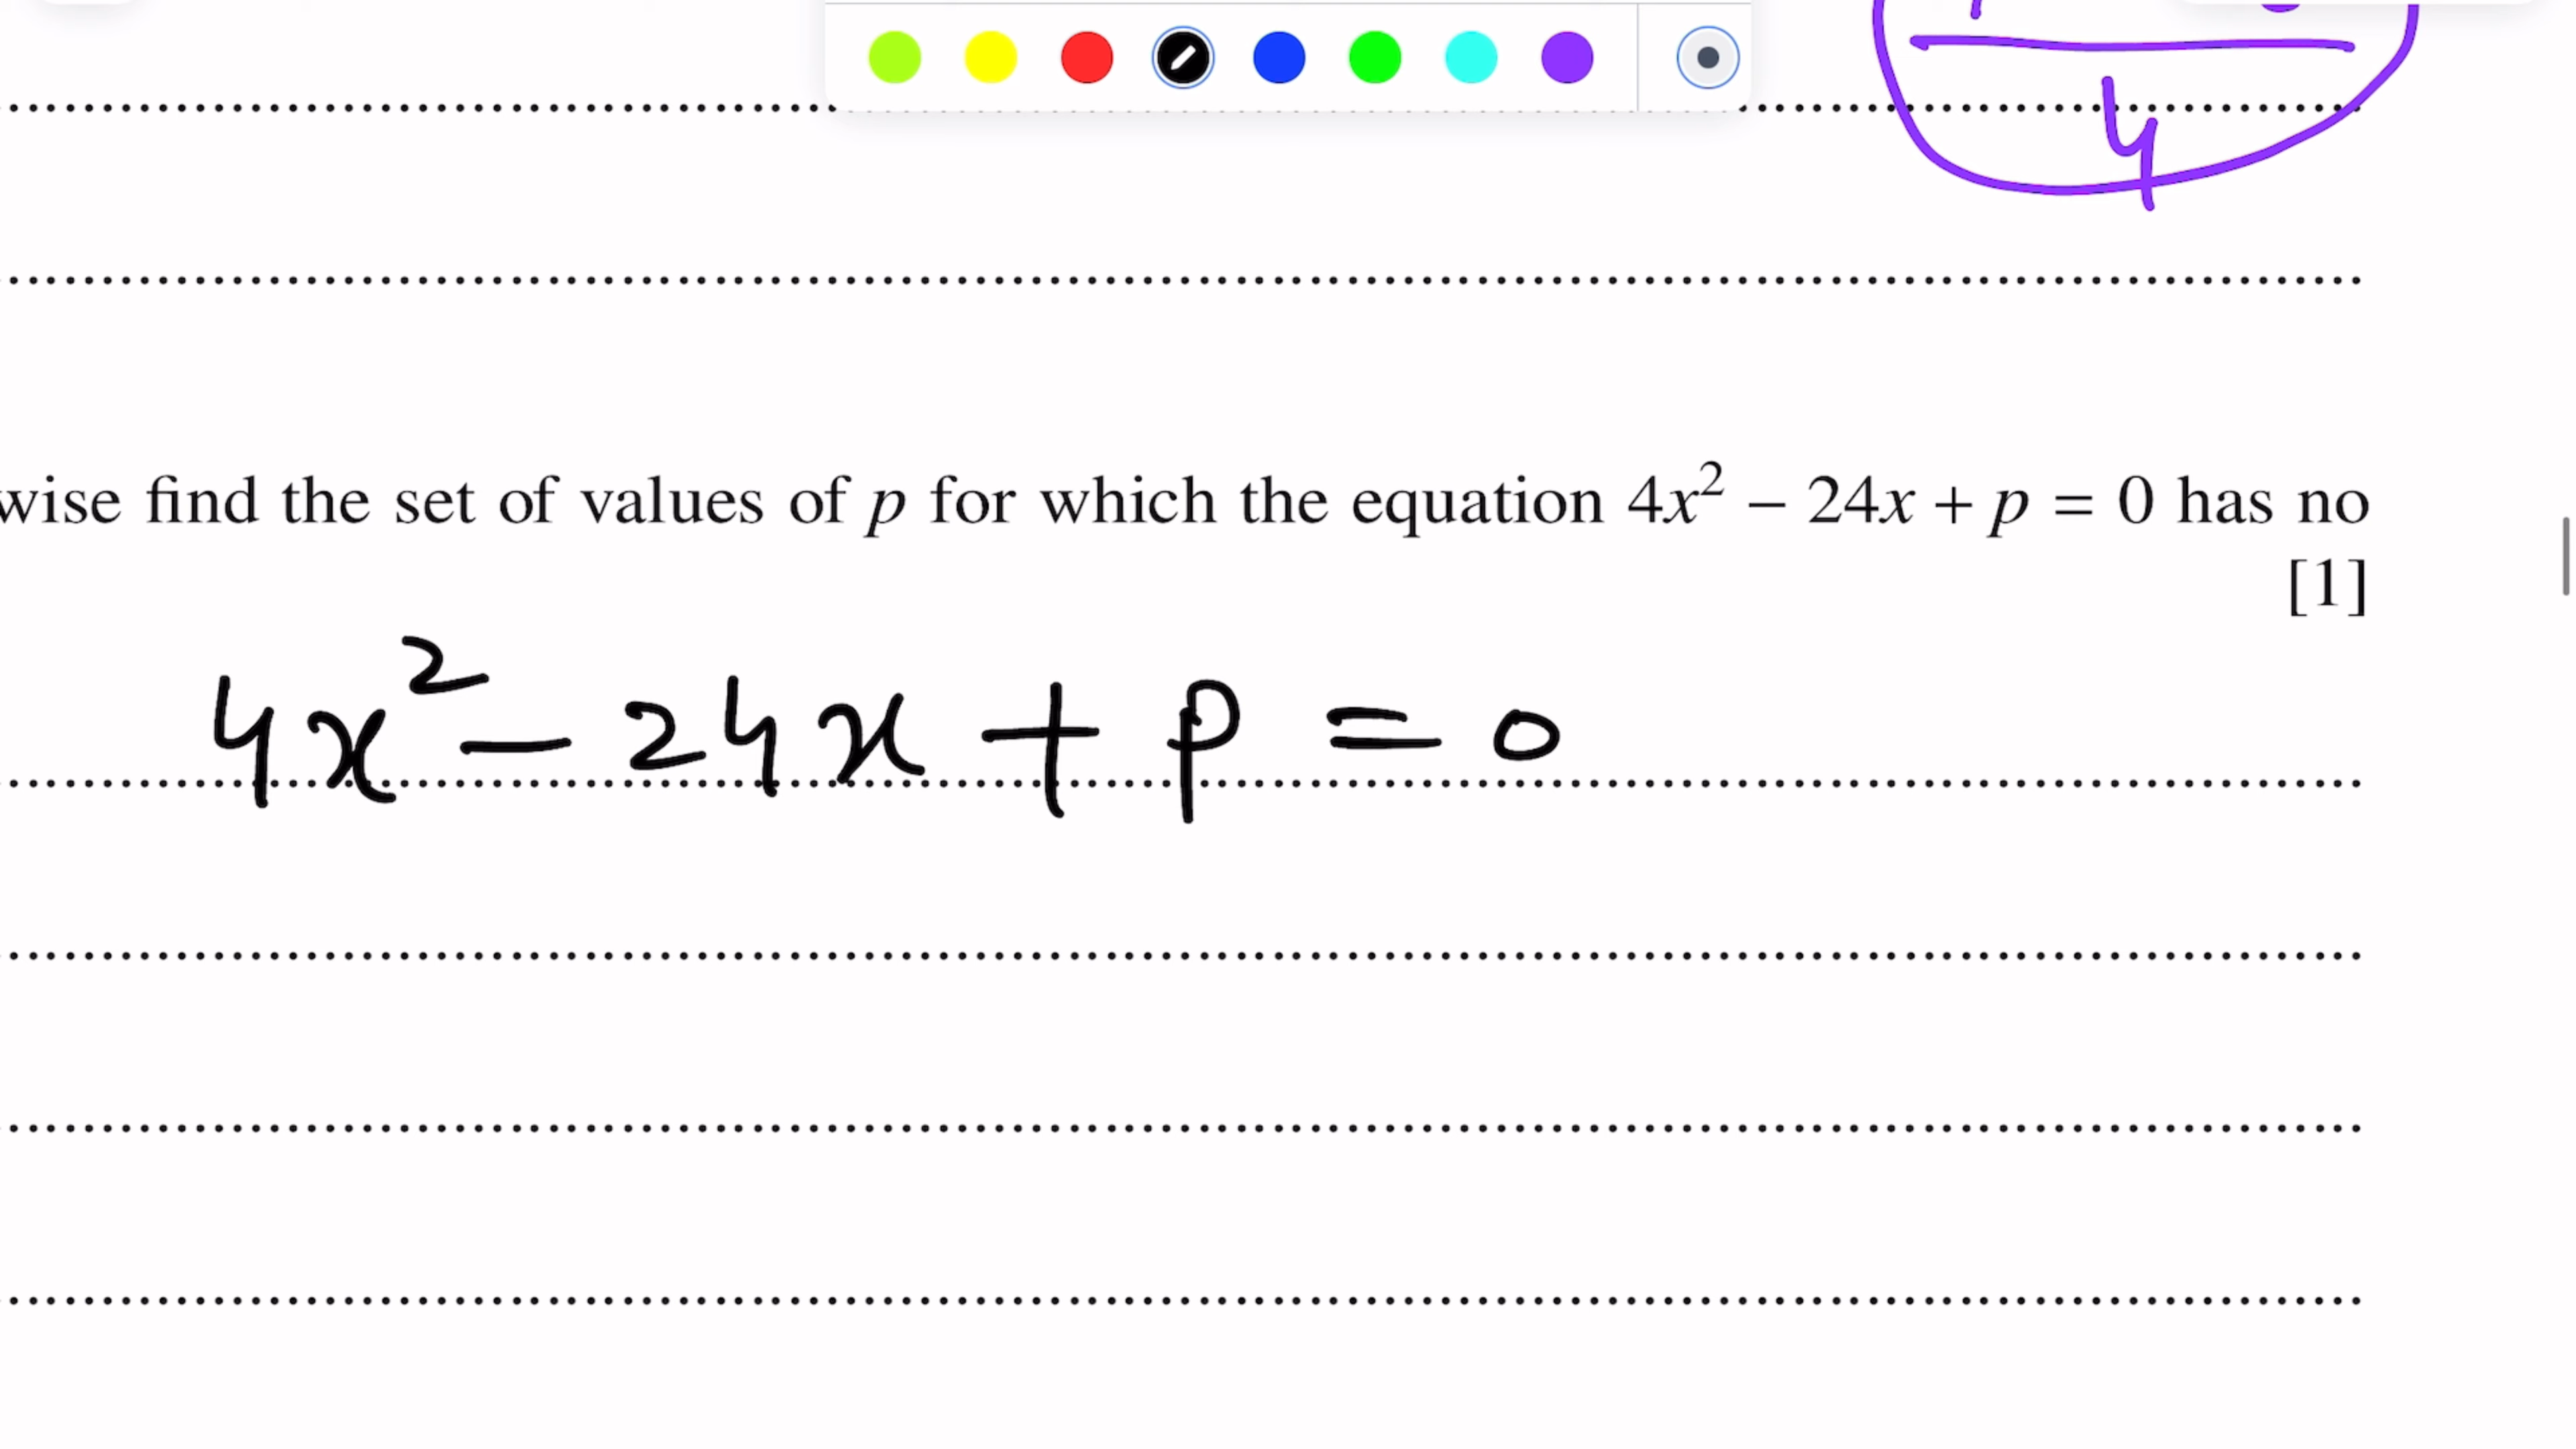 4
wise find the set of values of p for which the equation 4x² − 24x + p = 0 has no
[1]
4x² − 24x + p = 0